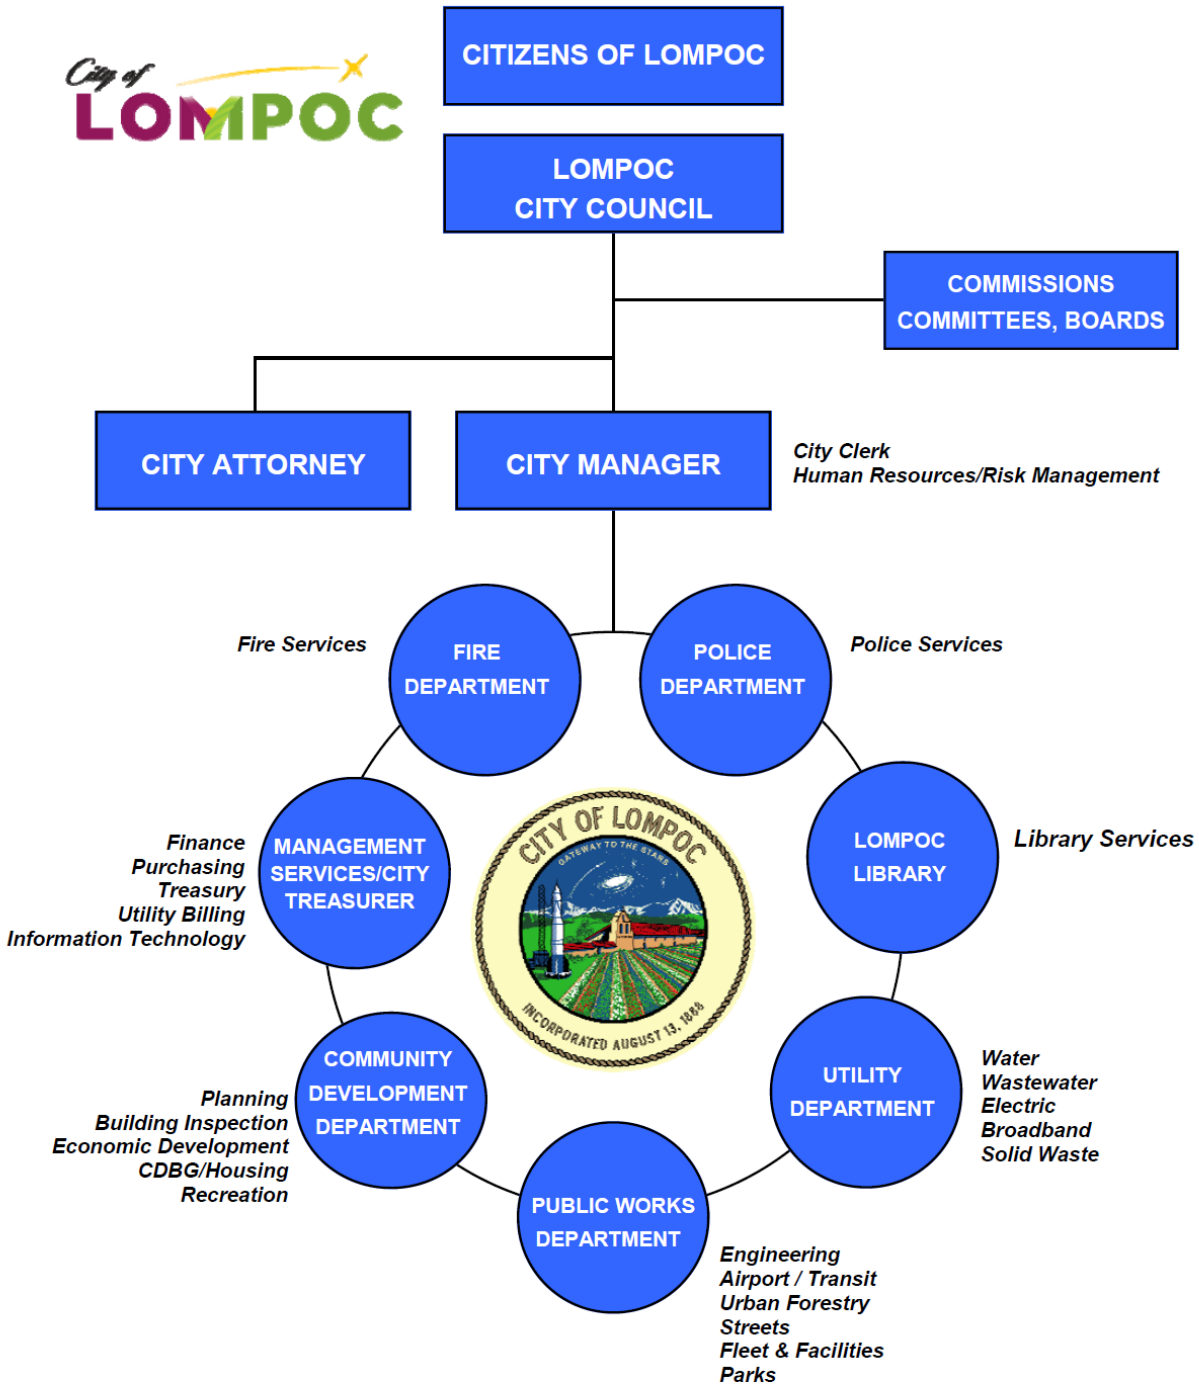 City of
LOMPOC
CITIZENS OF LOMPOC
LOMPOC
CITY COUNCIL
COMMISSIONS
COMMITTEES, BOARDS
CITY ATTORNEY
CITY MANAGER
City Clerk
Human Resources/Risk Management
Fire Services
FIRE
DEPARTMENT
POLICE
DEPARTMENT
Police Services
Finance
Purchasing
Treasury
Utility Billing
Information Technology
MANAGEMENT
SERVICES/CITY
TREASURER
CITY OF LOMPOC
GATEWAY TO THE STARS
INCORPORATED AUGUST 13, 1888
LOMPOC
LIBRARY
Library Services
Planning
Building Inspection
Economic Development
CDBG/Housing
Recreation
COMMUNITY
DEVELOPMENT
DEPARTMENT
UTILITY
DEPARTMENT
Water
Wastewater
Electric
Broadband
Solid Waste
PUBLIC WORKS
DEPARTMENT
Engineering
Airport / Transit
Urban Forestry
Streets
Fleet & Facilities
Parks